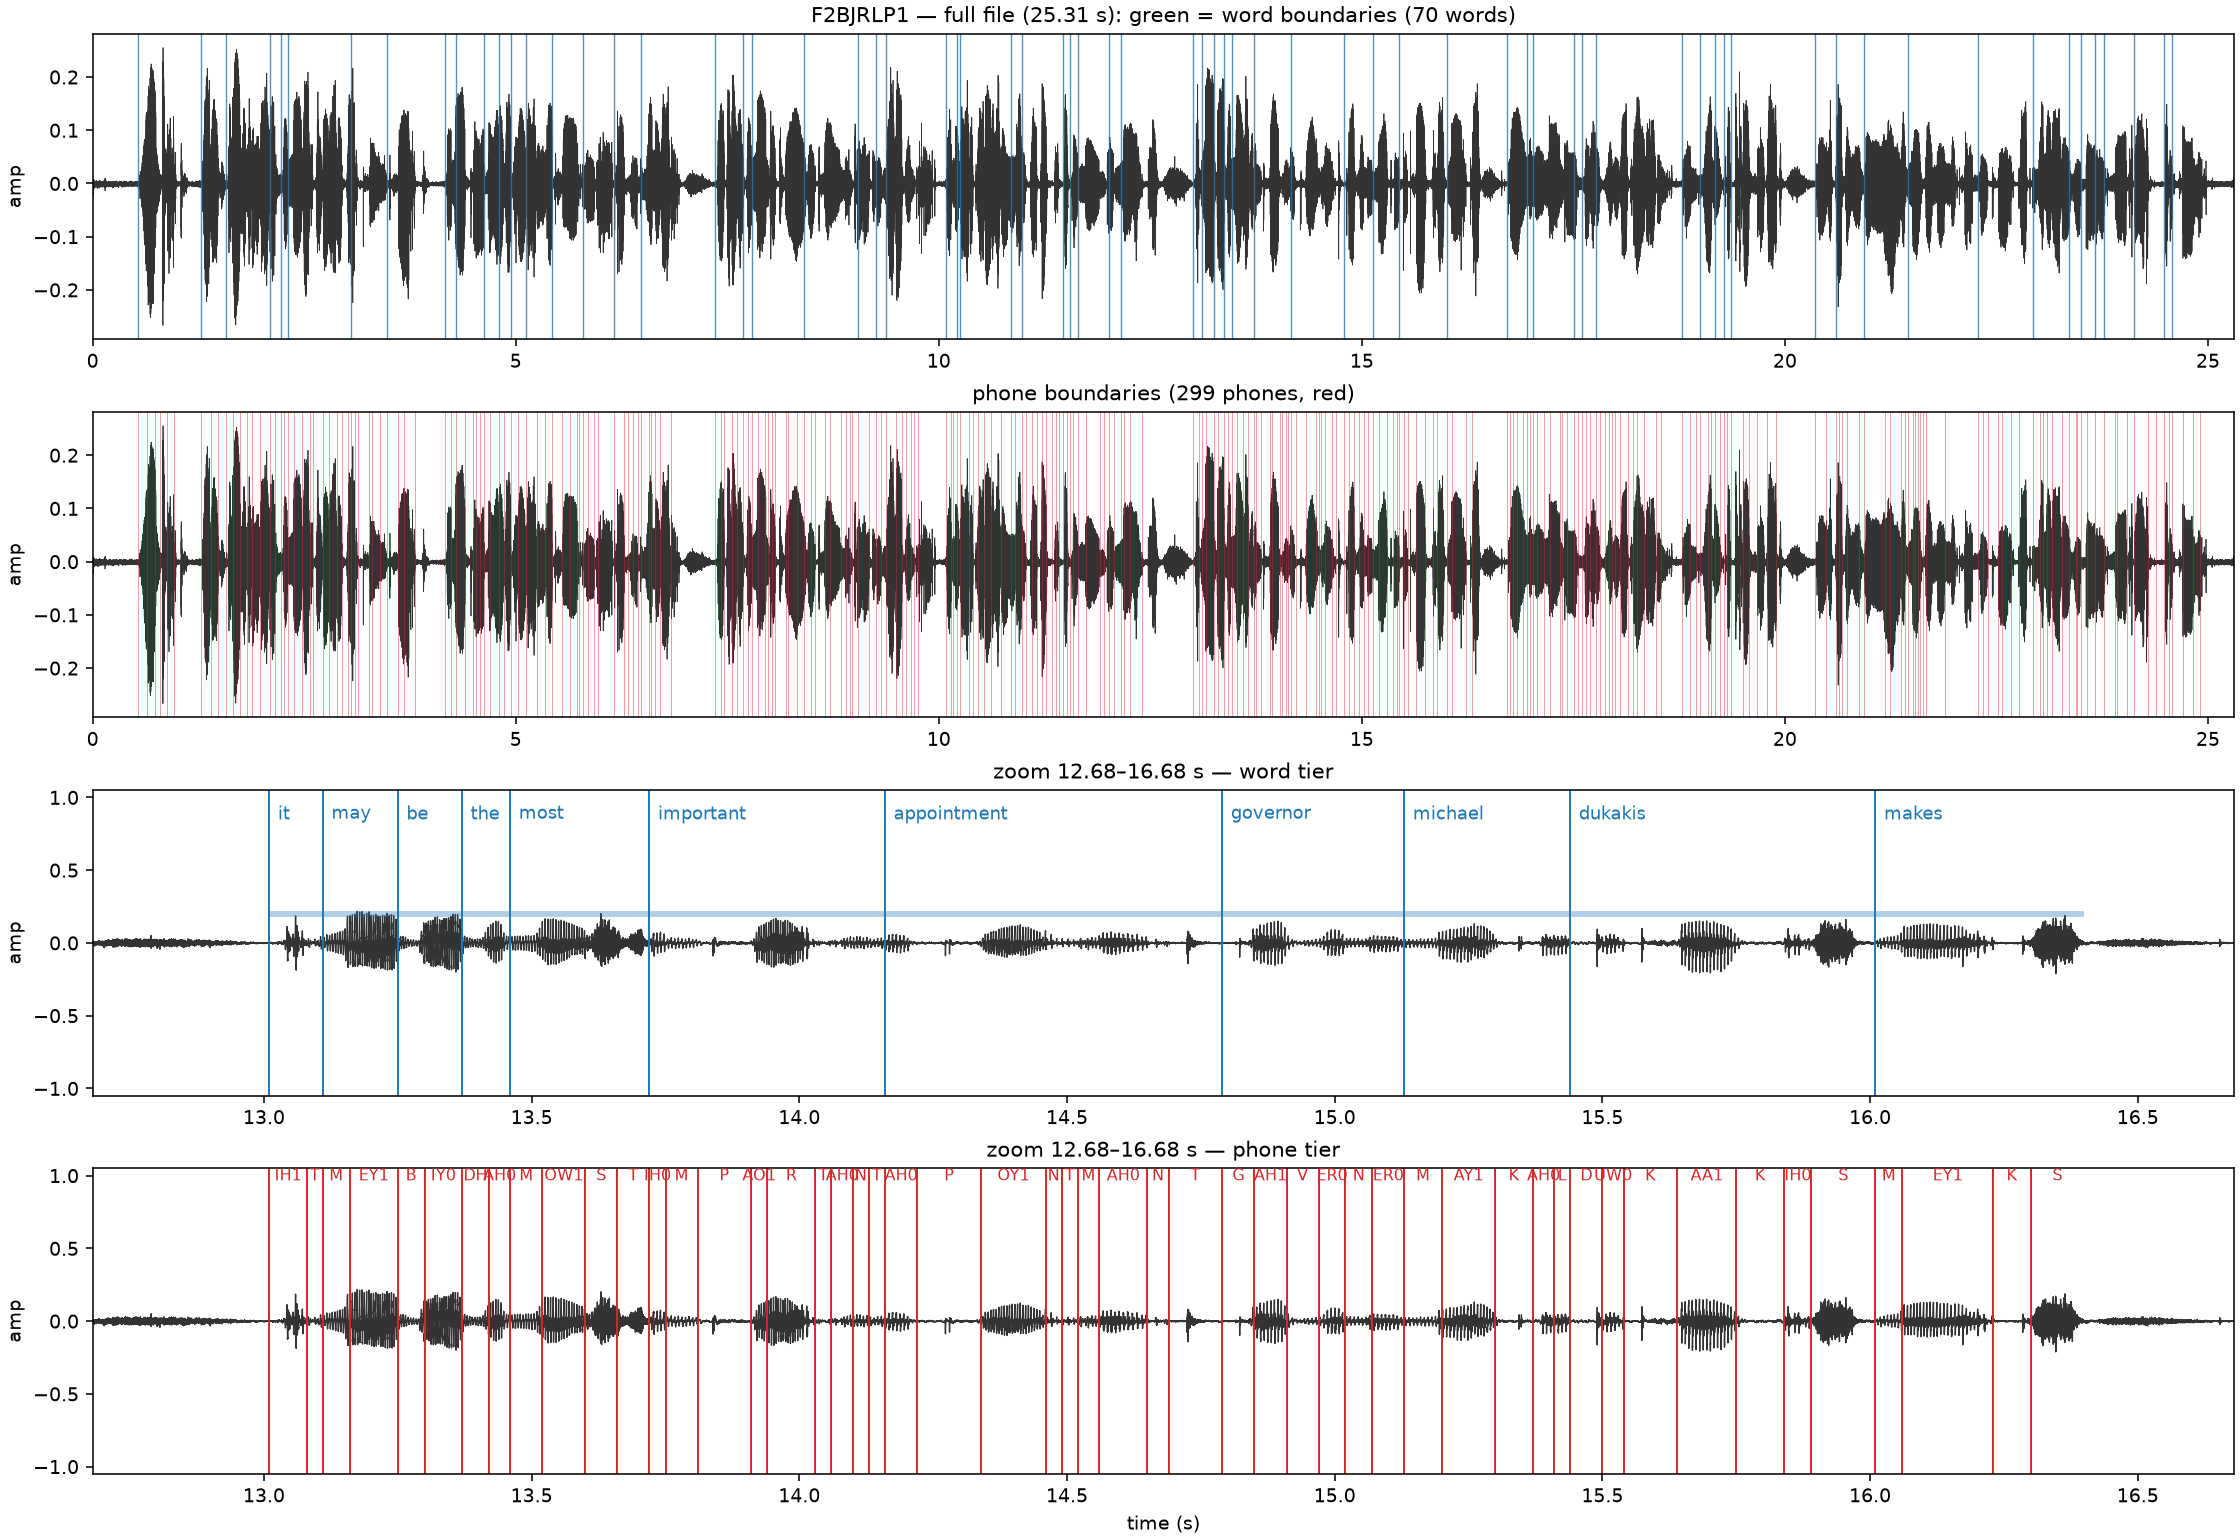 F2BJRLP1 — full file (25.31 s): green = word boundaries (70 words)
0.2
0.1
0.0
−0.1
−0.2
amp
0 5 10 15 20 25
phone boundaries (299 phones, red)
0.2
0.1
0.0
−0.1
−0.2
amp
0 5 10 15 20 25
zoom 12.68–16.68 s — word tier
it may be the most important appointment governor michael dukakis makes
1.0
0.5
0.0
−0.5
−1.0
amp
13.0 13.5 14.0 14.5 15.0 15.5 16.0 16.5
zoom 12.68–16.68 s — phone tier
IH1 T M EY1 B IY0 DH AH0 M OW1 S T IH0 M P AO1 R T AH0 N T AH0 P OY1 N T M AH0 N T G AH1 V ER0 N ER0 M AY1 K AH0 L D UW0 K AA1 K IH0 S M EY1 K S
1.0
0.5
0.0
−0.5
−1.0
amp
13.0 13.5 14.0 14.5 15.0 15.5 16.0 16.5
time (s)